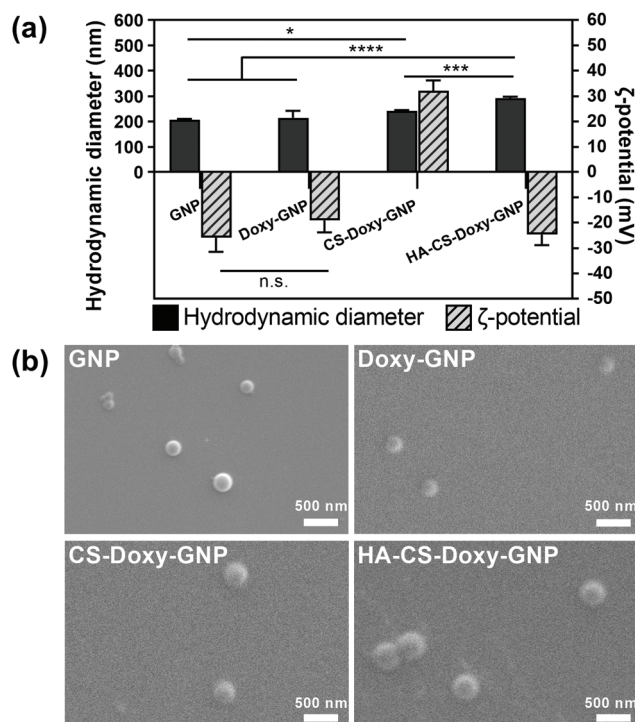 (a)
Hydrodynamic diameter (nm)
600
500
400
300
200
100
0
*
****
***
60
50
40
30
20
10
0
-10
-20
-30
-40
-50
ζ-potential (mV)
GNP
Doxy-GNP
CS-Doxy-GNP
HA-CS-Doxy-GNP
n.s.
Hydrodynamic diameter
ζ-potential
(b)
GNP
500 nm
Doxy-GNP
500 nm
CS-Doxy-GNP
500 nm
HA-CS-Doxy-GNP
500 nm